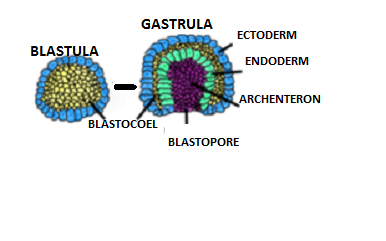 GASTRULA
BLASTULA
ECTODERM
ENDODERM
ARCHENTERON
BLASTOCOEL
BLASTOPORE